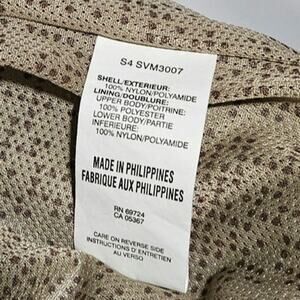 S4 SVM3007
SHELL/EXTERIEUR:
100% NYLON/POLYAMIDE
LINING/DOUBLURE:
UPPER BODY/POITRINE:
100% POLYESTER
LOWER BODY/PARTIE
INFERIEURE:
100% NYLON/POLYAMIDE
MADE IN PHILIPPINES
FABRIQUE AUX PHILIPPINES
RN 69724
CA 05367
CARE ON REVERSE SIDE
INSTRUCTIONS D'ENTRETIEN
AU VERSO